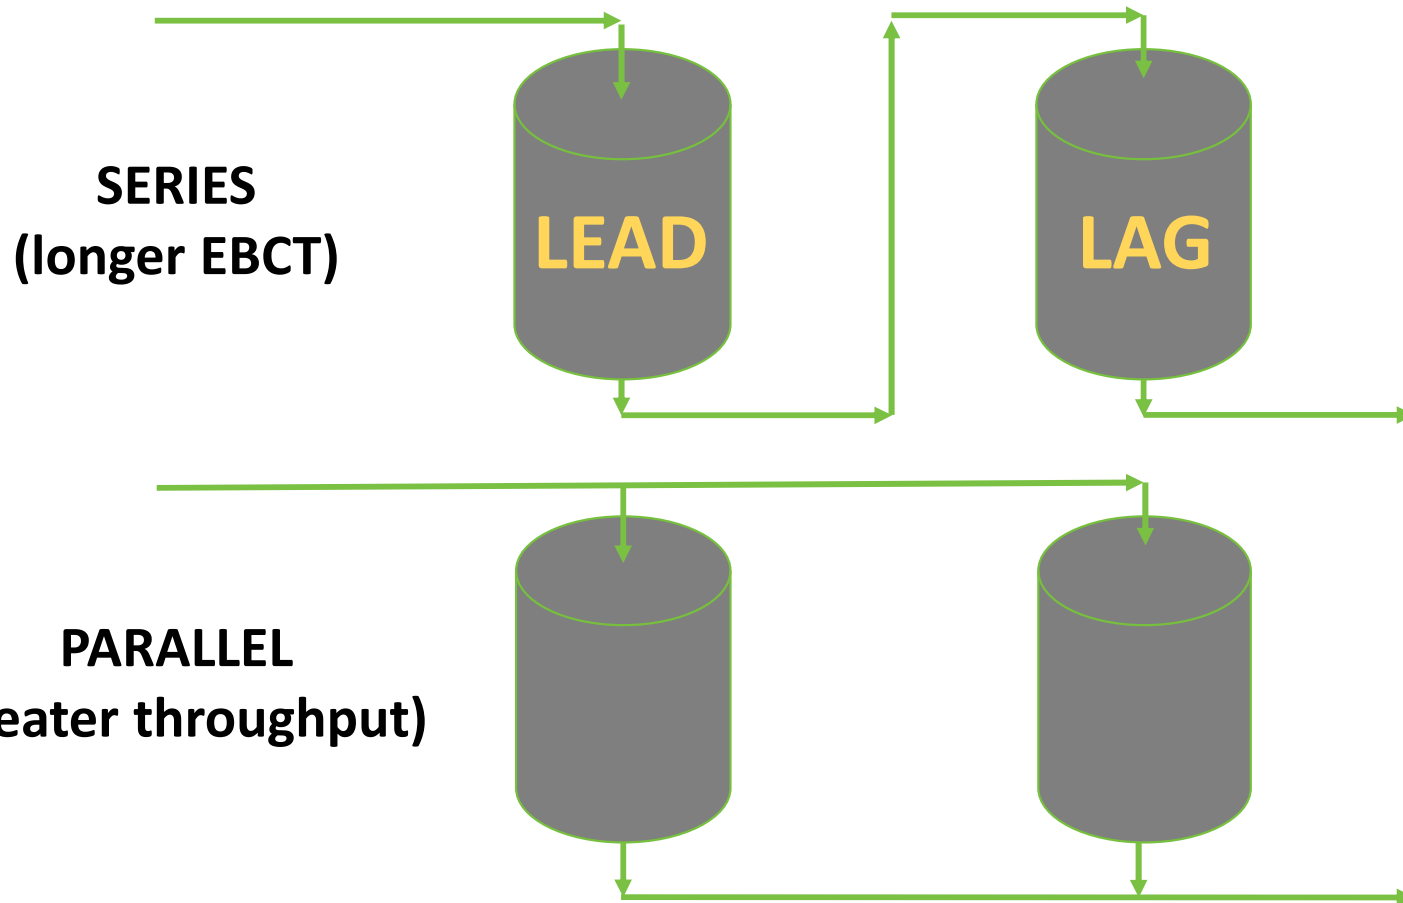 SERIES
(longer EBCT)
LEAD
LAG
PARALLEL
eater throughput)